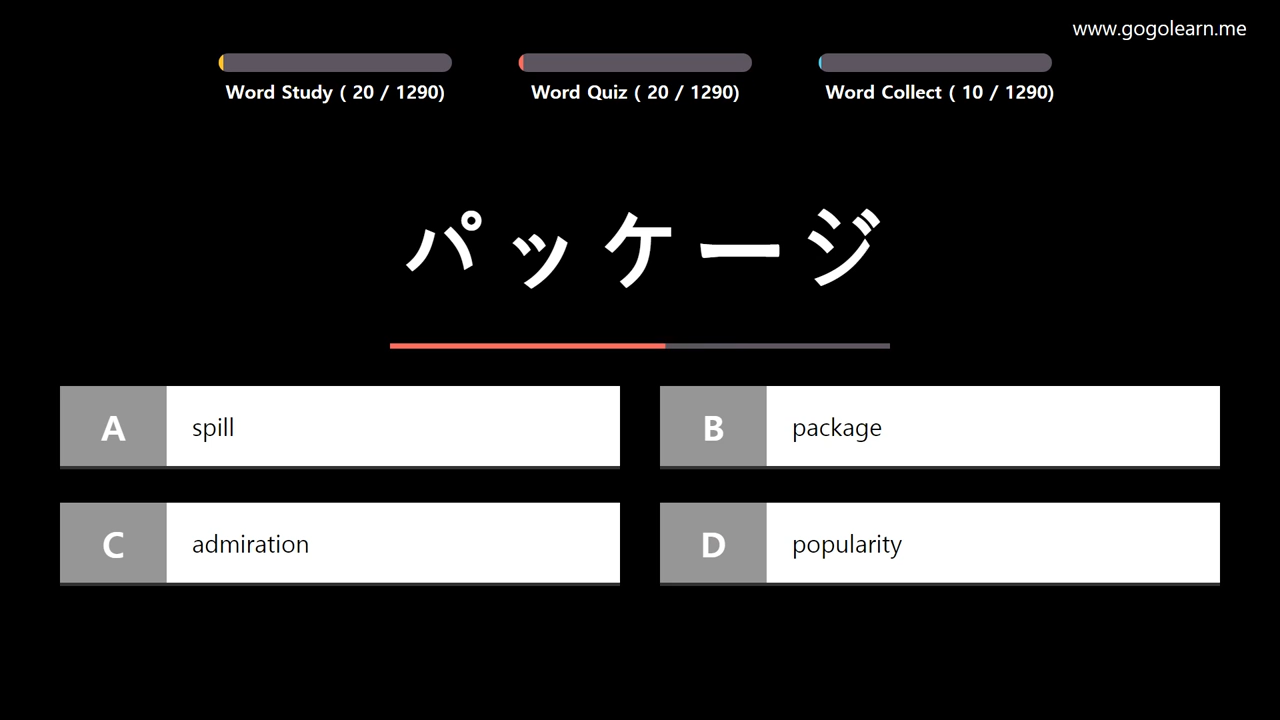 www.gogolearn.me
Word Study ( 20 / 1290)
Word Quiz ( 20 / 1290)
Word Collect ( 10 / 1290)
パッケージ
A spill
B package
C admiration
D popularity